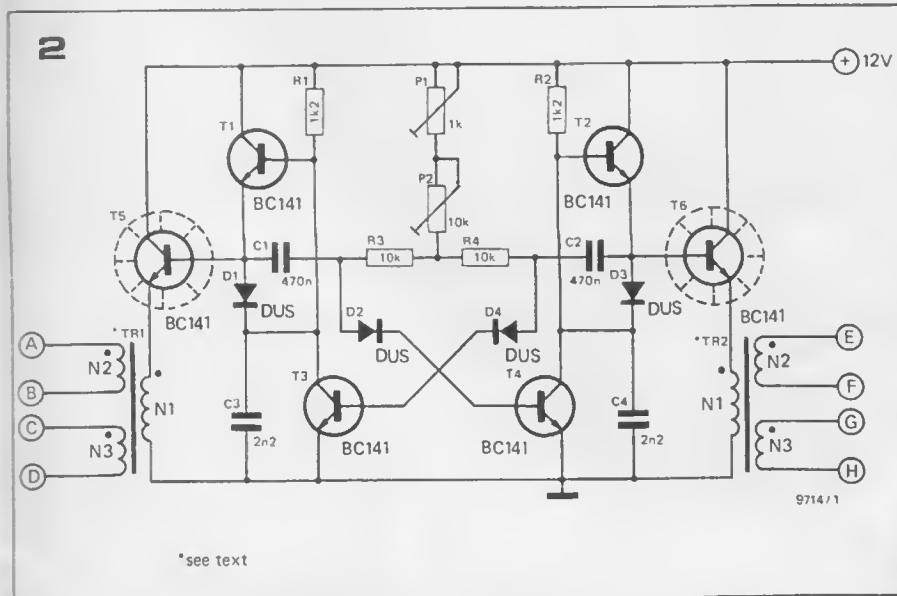 2
+ 12V
R1
1k2
P1
1k
R2
1k2
T1
BC141
T2
BC141
P2
10k
T5
BC141
T6
BC141
C1
470n
R3
10k
R4
10k
C2
470n
D1
DUS
D3
DUS
D2
DUS
D4
DUS
*TR1
*TR2
A
B
C
D
N2
N3
N1
C3
2n2
T3
BC141
T4
BC141
C4
2n2
N1
N2
N3
E
F
G
H
9714/1
*see text